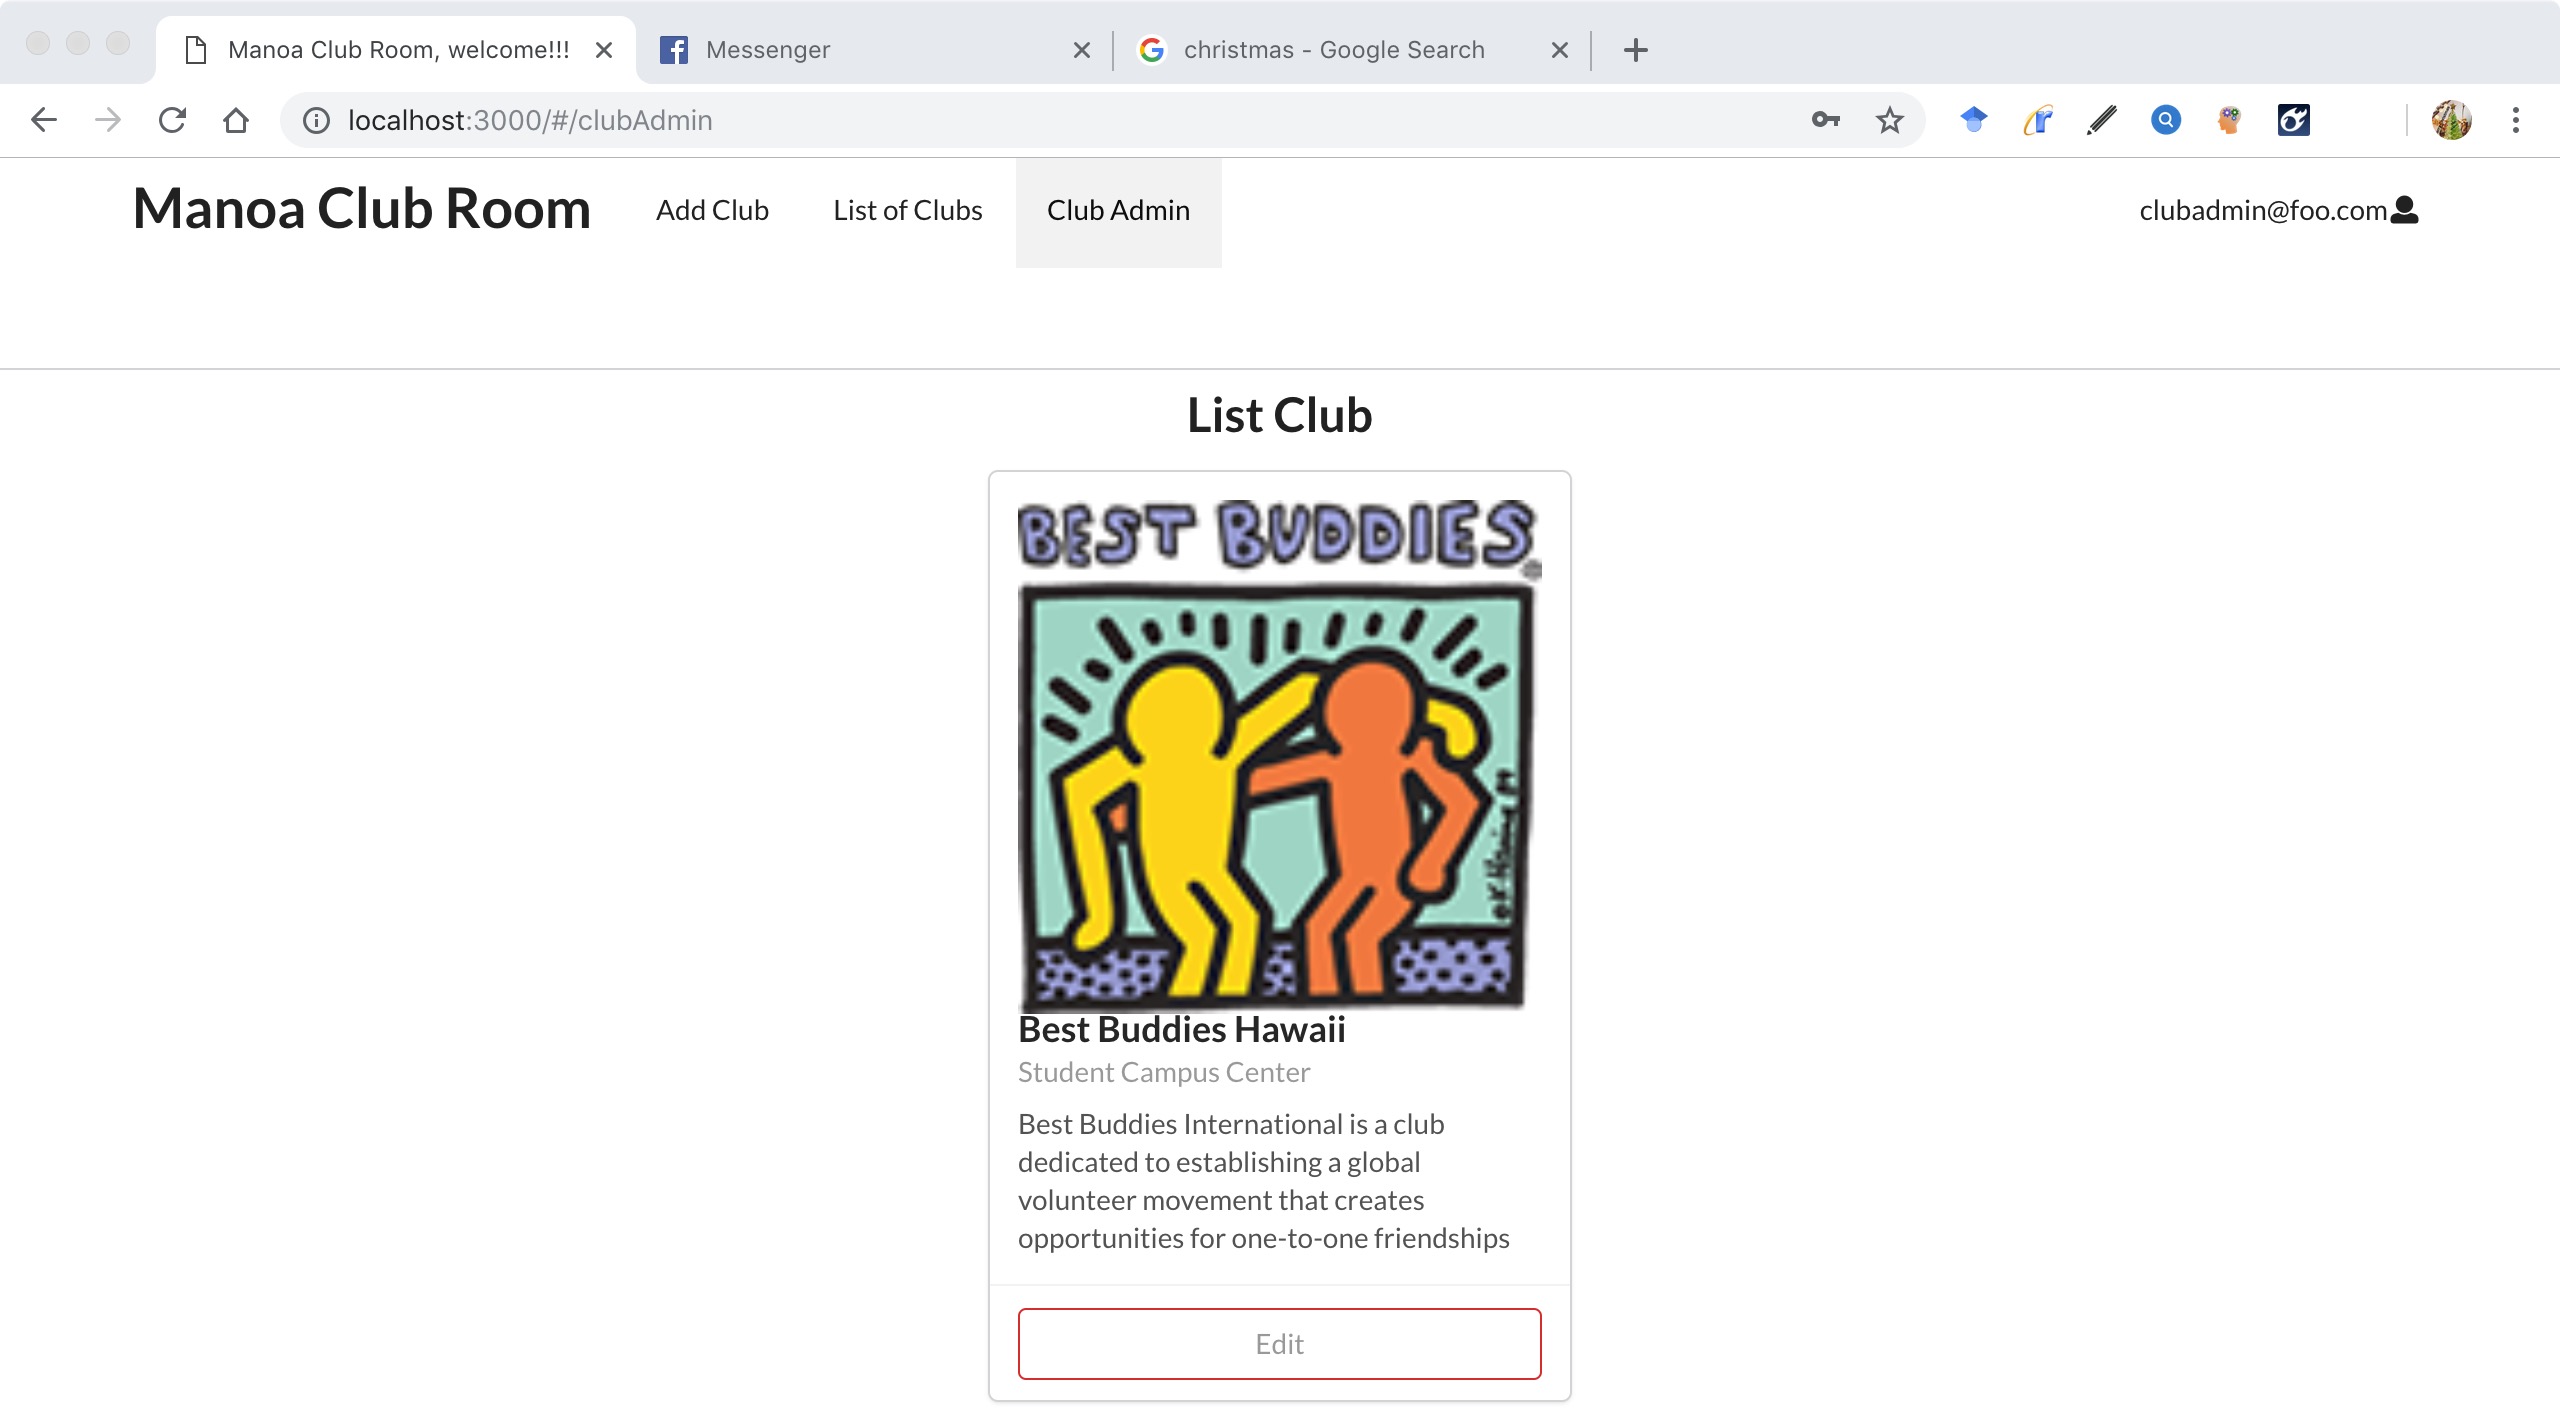 Manoa Club Room, welcome!!!
Messenger
christmas - Google Search
localhost:3000/#/clubAdmin
Manoa Club Room
Add Club
List of Clubs
Club Admin
clubadmin@foo.com
List Club
BEST BUDDIES
Best Buddies Hawaii
Student Campus Center
Best Buddies International is a club
dedicated to establishing a global
volunteer movement that creates
opportunities for one-to-one friendships
Edit